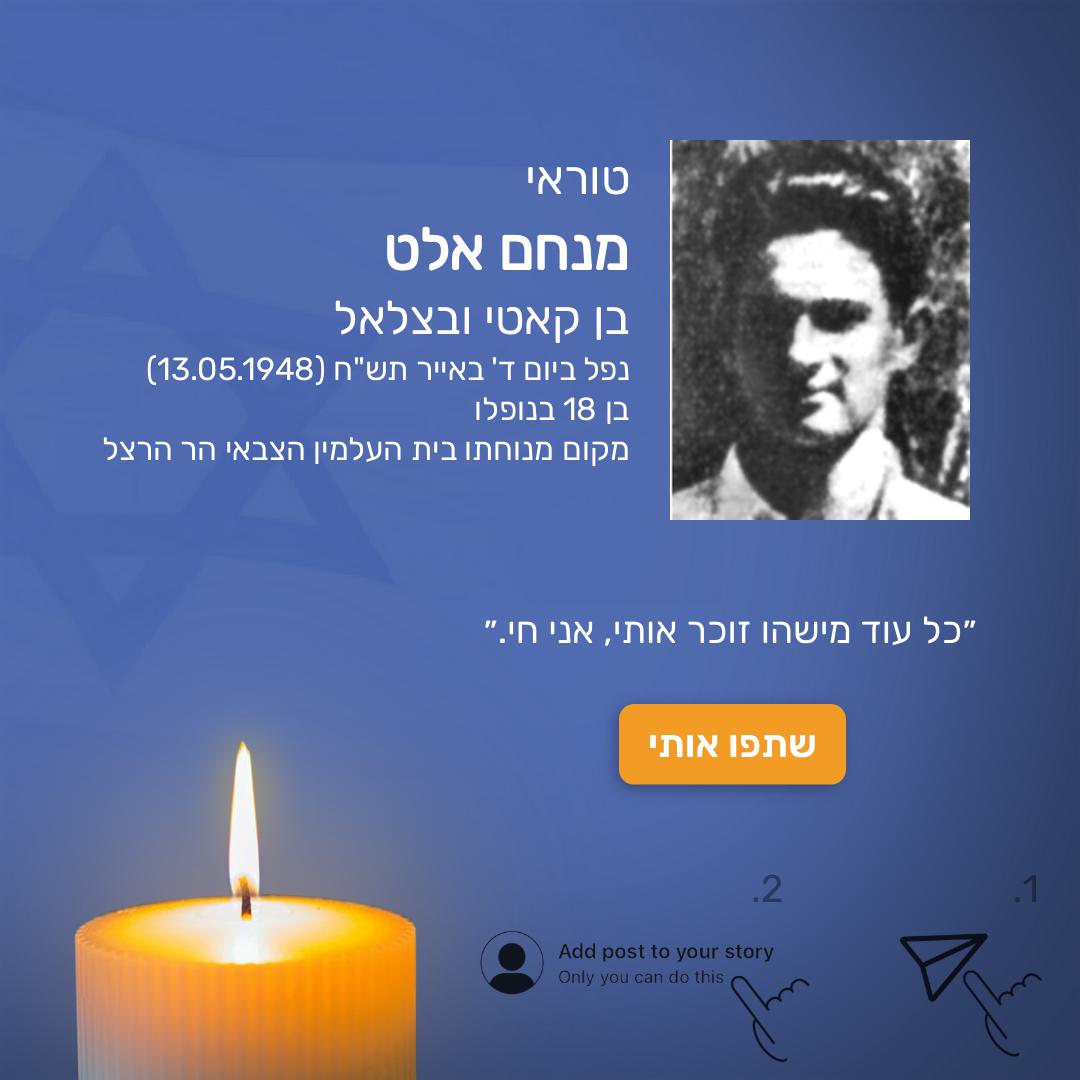 טוראי
מנחם אלט
בן קאטי ובצלאל
נפל ביום ד' באייר תש"ח (13.05.1948)
בן 18 בנופלו
מקום מנוחתו בית העלמין הצבאי הר הרצל
"כל עוד מישהו זוכר אותי, אני חי."
שתפו אותי
1.
2.
Add post to your story
Only you can do this